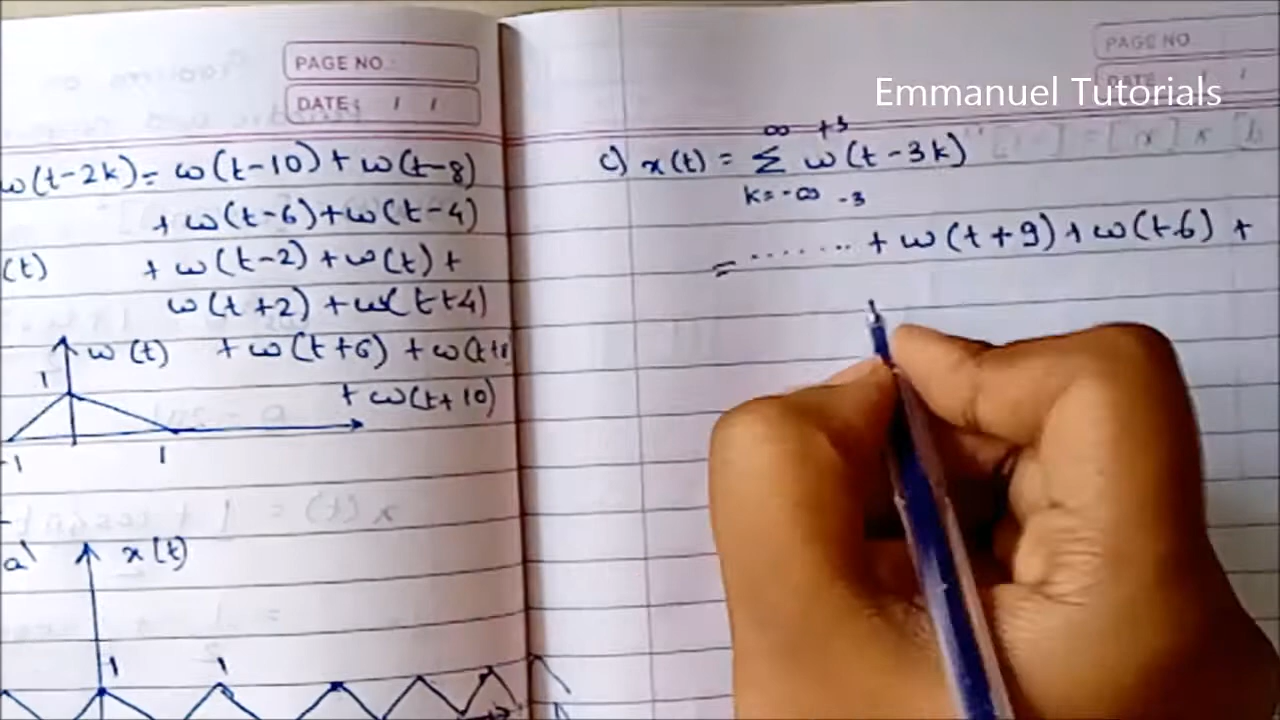 PAGE NO.
DATE: / /
w(t-2k)= w(t-10)+w(t-8)
+w(t-6)+w(t-4)
(t) +w(t-2)+w(t)+
w(t+2)+w(t+4)
w(t) +w(t+6)+w(t+8
1
+w(t+10)
-1 1
a) x(t)
1 1
PAGE NO.
DATE: / /
Emmanuel Tutorials
∞ +3
c) x(t) = Σ w(t-3k)
k=-∞ -3
= ........ +w(t+9)+w(t+6)+